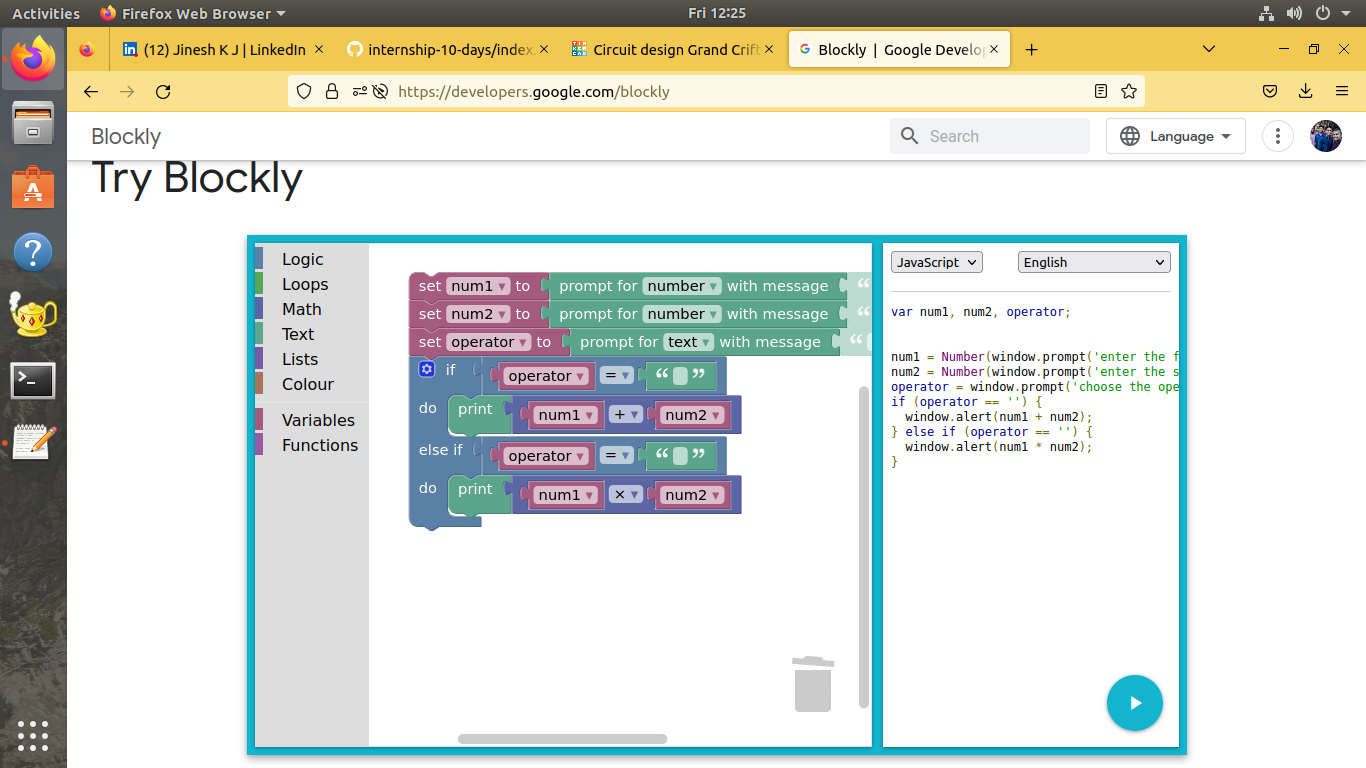 Activities Firefox Web Browser Fri 12:25
(12) Jinesh K J | LinkedIn internship-10-days/index. Circuit design Grand Crift Blockly | Google Develop
https://developers.google.com/blockly
Blockly Search Language
Try Blockly
Logic
Loops
Math
Text
Lists
Colour
Variables
Functions
set num1 to prompt for number with message “
set num2 to prompt for number with message “
set operator to prompt for text with message “
if operator = “ ”
do print num1 + num2
else if operator = “ ”
do print num1 × num2
JavaScript English
var num1, num2, operator;
num1 = Number(window.prompt('enter the f
num2 = Number(window.prompt('enter the s
operator = window.prompt('choose the ope
if (operator == '') {
window.alert(num1 + num2);
} else if (operator == '') {
window.alert(num1 * num2);
}